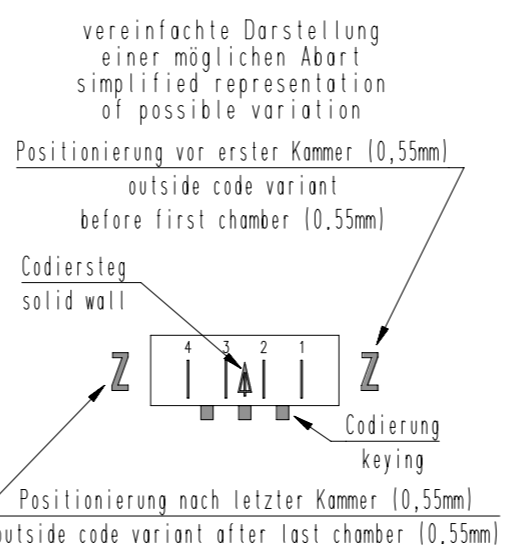 vereinfachte Darstellung
einer möglichen Abart
simplified representation
of possible variation
Positionierung vor erster Kammer (0,55mm)
outside code variant
before first chamber (0.55mm)
Codiersteg
solid wall
4 3 2 1
Z Z
Codierung
keying
Positionierung nach letzter Kammer (0,55mm)
outside code variant after last chamber (0.55mm)